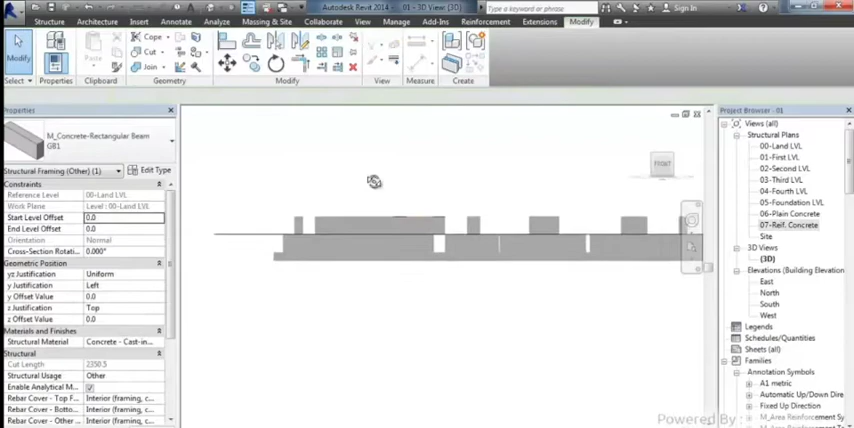 Autodesk Revit 2014 - 01 - 3D View: {3D}
Type a keyword or phrase
Sign In
Architecture Insert Annotate Analyze Massing & Site Collaborate View Manage Add-Ins Reinforcement Extensions Modify
Cope
Cut
Join
Modify Properties Paste
Select Properties Clipboard Geometry Modify View Measure Create
Properties
M_Concrete-Rectangular Beam
GB1
Structural Framing (Other) (1) Edit Type
Constraints
Reference Level 00-Land LVL
Work Plane Level : 00-Land LVL
Start Level Offset 0.0
End Level Offset 0.0
Orientation Normal
Cross-Section Rotati... 0.000°
Geometric Position
yz Justification Uniform
y Justification Left
y Offset Value 0.0
z Justification Top
z Offset Value 0.0
Materials and Finishes
Structural Material Concrete - Cast-in...
Structural
Cut Length 2350.5
Structural Usage Other
Enable Analytical M...
Rebar Cover - Top F... Interior (framing, c...
Rebar Cover - Botto... Interior (framing, c...
Rebar Cover - Other ... Interior (framing, c...
FRONT
Powered By :
Project Browser - 01
Views (all)
Structural Plans
00-Land LVL
01-First LVL
02-Second LVL
03-Third LVL
04-Fourth LVL
05-Foundation LVL
06-Plain Concrete
07-Reif. Concrete
Site
3D Views
{3D}
Elevations (Building Elevation
East
North
South
West
Legends
Schedules/Quantities
Sheets (all)
Families
Annotation Symbols
A1 metric
Automatic Up/Down Dire
Fixed Up Direction
M_Area Reinforcement Sy